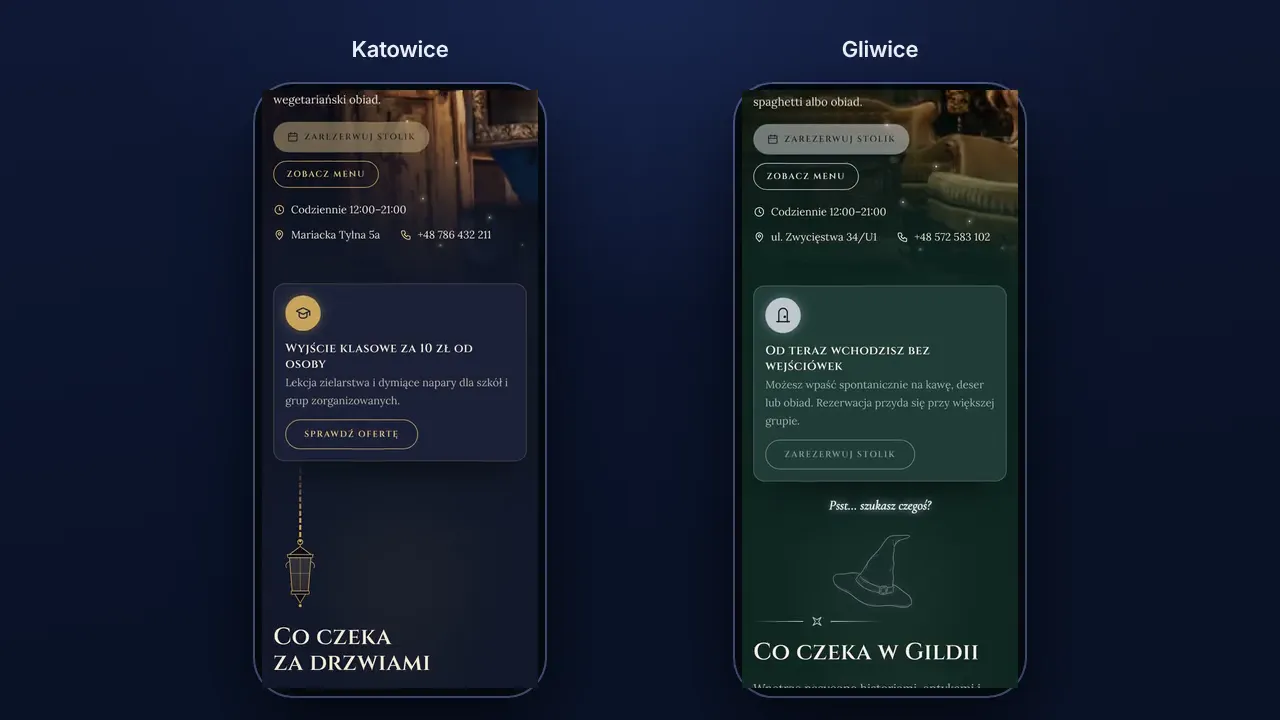 Katowice
wegetariański obiad.
ZAREZERWUJ STOLIK
ZOBACZ MENU
Codziennie 12:00–21:00
Mariacka Tylna 5a
+48 786 432 211
Wyjście klasowe za 10 zł od
osoby
Lekcja zielarstwa i dymiące napary dla szkół i
grup zorganizowanych.
SPRAWDŹ OFERTĘ
Co czeka
za drzwiami
Gliwice
spaghetti albo obiad.
ZAREZERWUJ STOLIK
ZOBACZ MENU
Codziennie 12:00–21:00
ul. Zwycięstwa 34/U1
+48 572 583 102
Od teraz wchodzisz bez
wejściówek
Możesz wpaść spontanicznie na kawę, deser
lub obiad. Rezerwacja przyda się przy większej
grupie.
ZAREZERWUJ STOLIK
Psst... szukasz czegoś?
Co czeka w Gildii